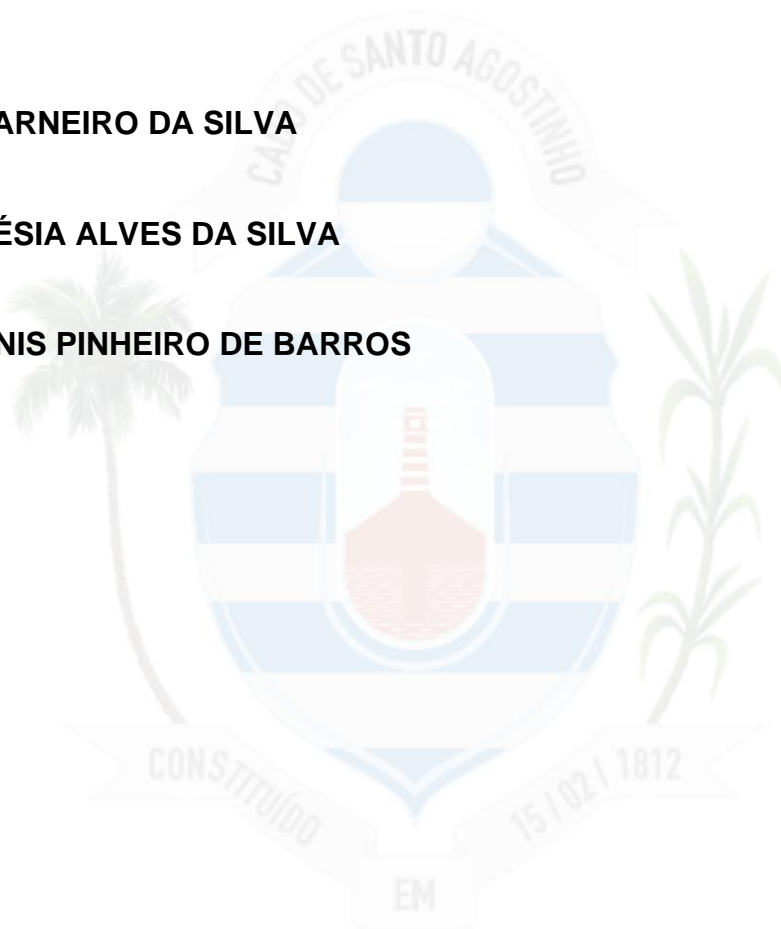 CABO DE SANTO AGOSTINHO
ARNEIRO DA SILVA
ÉSIA ALVES DA SILVA
NIS PINHEIRO DE BARROS
CONSTITUÍDO
EM
15 / 02 / 1812